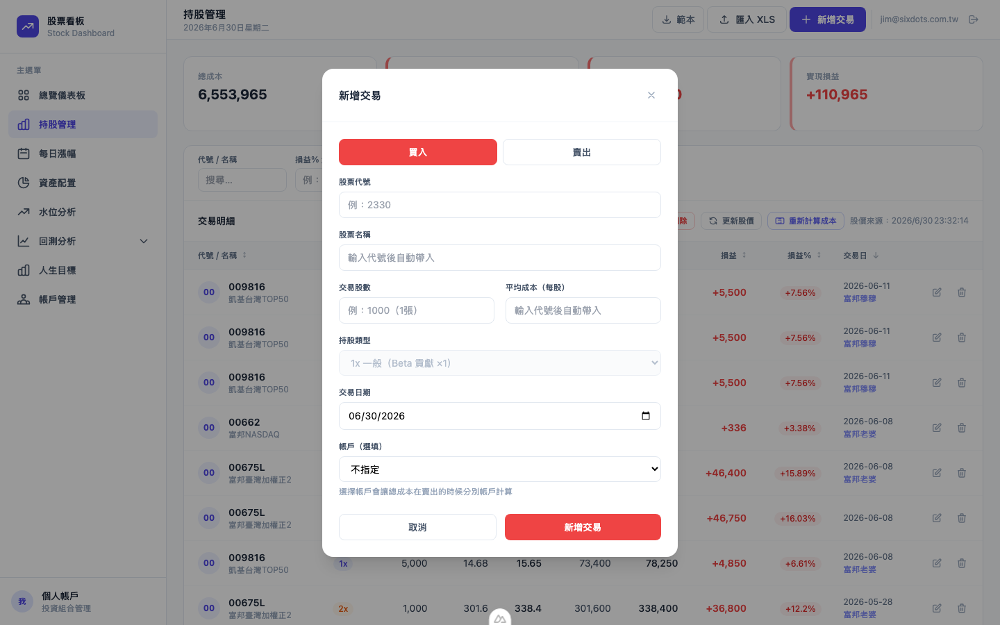 股票看板
Stock Dashboard
主選單
總覽儀表板
持股管理
每日漲幅
資產配置
水位分析
回測分析
人生目標
帳戶管理
我
個人帳戶
投資組合管理
持股管理
2026年6月30日星期二
範本
匯入 XLS
新增交易
jim@sixdots.com.tw
總成本
6,553,965
實現損益
+110,965
代號 / 名稱
損益%
搜尋...
例：
交易明細
更新股價
重新計算成本
股價來源：2026/6/30 23:32:14
代號 / 名稱
損益
損益%
交易日
00
009816
凱基台灣TOP50
+5,500
+7.56%
2026-06-11
富邦穆穆
00
009816
凱基台灣TOP50
+5,500
+7.56%
2026-06-11
富邦穆穆
00
009816
凱基台灣TOP50
+5,500
+7.56%
2026-06-11
富邦穆穆
00
00662
富邦NASDAQ
+336
+3.38%
2026-06-08
富邦老婆
00
00675L
富邦臺灣加權正2
+46,400
+15.89%
2026-06-08
富邦老婆
00
00675L
富邦臺灣加權正2
+46,750
+16.03%
2026-06-08
00
009816
凱基台灣TOP50
1x
5,000
14.68
15.65
73,400
78,250
+4,850
+6.61%
2026-06-08
富邦老婆
00
00675L
富邦臺灣加權正2
2x
1,000
301.6
338.4
301,600
338,400
+36,800
+12.2%
2026-05-28
富邦老婆
新增交易
買入
賣出
股票代號
例：2330
股票名稱
輸入代號後自動帶入
交易股數
平均成本（每股）
例：1000（1張）
輸入代號後自動帶入
持股類型
1x 一般（Beta 貢獻 ×1）
交易日期
06/30/2026
帳戶（選填）
不指定
選擇帳戶會讓總成本在賣出的時候分別帳戶計算
取消
新增交易